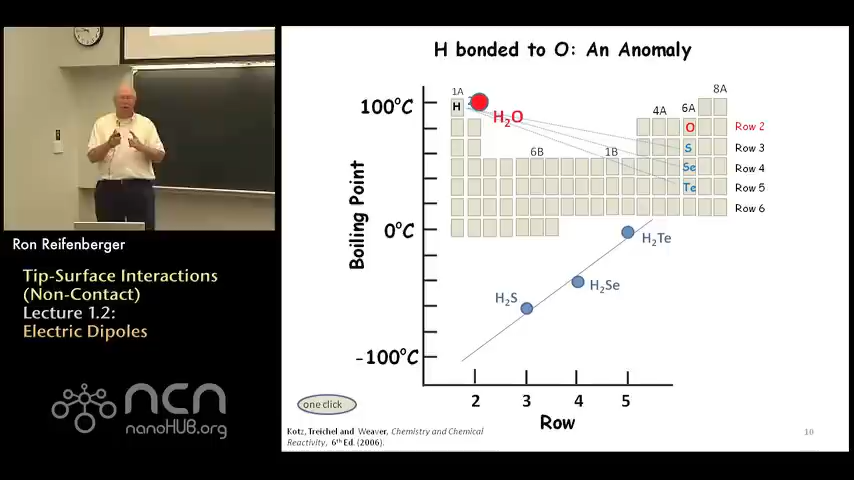 H bonded to O: An Anomaly
100°C
0°C
-100°C
Boiling Point
1A
8A
4A
6A
6B
1B
H
O
S
Se
Te
Row 2
Row 3
Row 4
Row 5
Row 6
H₂O
H₂Te
H₂Se
H₂S
2
3
4
5
Row
one click
Kotz, Treichel and Weaver, Chemistry and Chemical
Reactivity, 6th Ed. (2006).
10
Ron Reifenberger
Tip-Surface Interactions
(Non-Contact)
Lecture 1.2:
Electric Dipoles
ncn
nanoHUB.org